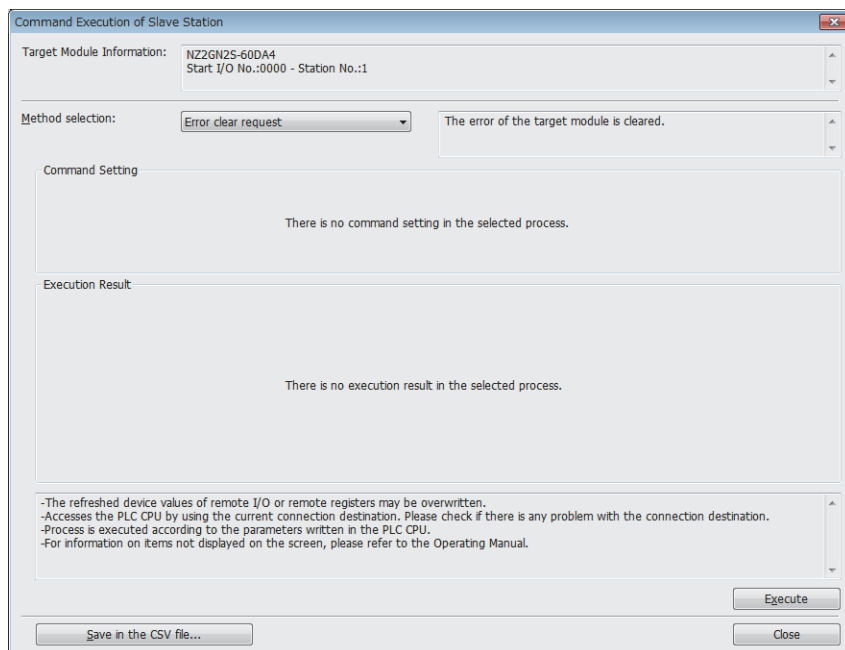 Command Execution of Slave Station
Target Module Information:
NZ2GN2S-60DA4
Start I/O No.:0000 - Station No.:1
Method selection:
Error clear request
The error of the target module is cleared.
Command Setting
There is no command setting in the selected process.
Execution Result
There is no execution result in the selected process.
-The refreshed device values of remote I/O or remote registers may be overwritten.
-Accesses the PLC CPU by using the current connection destination. Please check if there is any problem with the connection destination.
-Process is executed according to the parameters written in the PLC CPU.
-For information on items not displayed on the screen, please refer to the Operating Manual.
Execute
Save in the CSV file...
Close